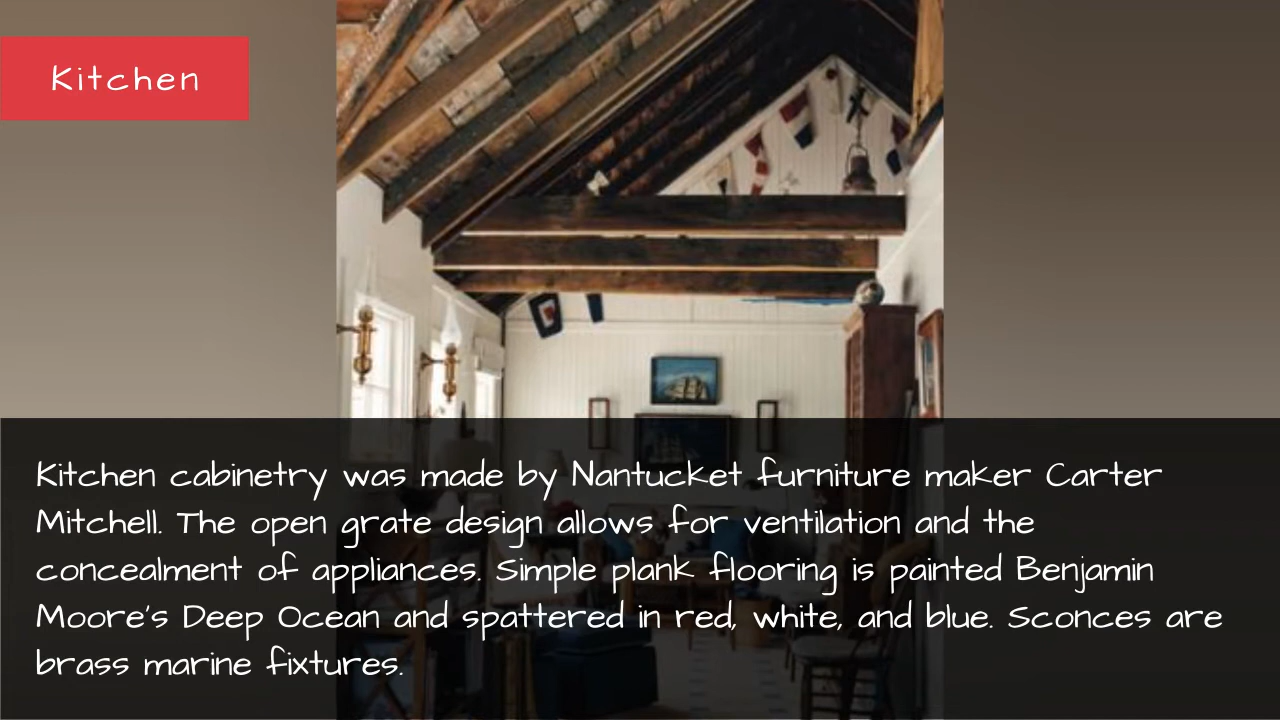 Kitchen
Kitchen cabinetry was made by Nantucket furniture maker Carter
Mitchell. The open grate design allows for ventilation and the
concealment of appliances. Simple plank flooring is painted Benjamin
Moore's Deep Ocean and spattered in red, white, and blue. Sconces are
brass marine fixtures.